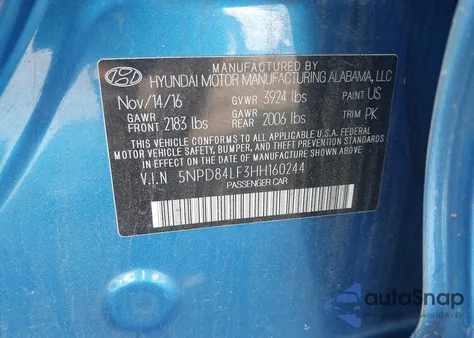 MANUFACTURED BY
HYUNDAI MOTOR MANUFACTURING ALABAMA, LLC
Nov/14/16 GVWR 3924 lbs PAINT US
GAWR FRONT 2183 lbs GAWR REAR 2006 lbs TRIM PK
THIS VEHICLE CONFORMS TO ALL APPLICABLE U.S.A FEDERAL
MOTOR VEHICLE SAFETY, BUMPER, AND THEFT PREVENTION STANDARDS
IN EFFECT ON THE DATE OF MANUFACTURE SHOWN ABOVE.
V.I.N 5NPD84LF3HH160244
PASSENGER CAR
autoSnap